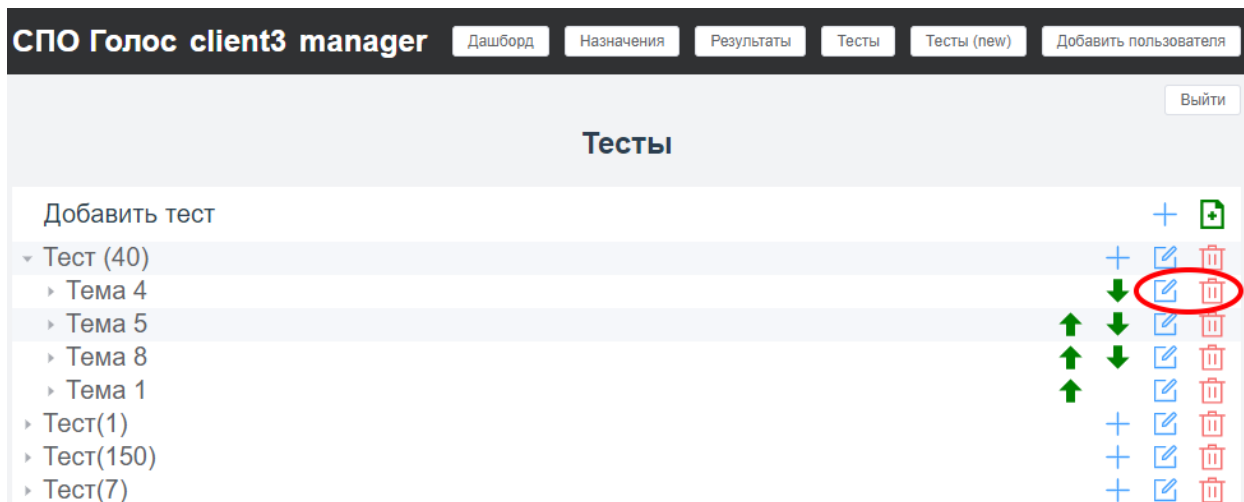 СПО Голос client3 manager Дашборд Назначения Результаты Тесты Тесты (new) Добавить пользователя
Выйти
Тесты
Добавить тест
Тест (40)
Тема 4
Тема 5
Тема 8
Тема 1
Тест(1)
Тест(150)
Тест(7)